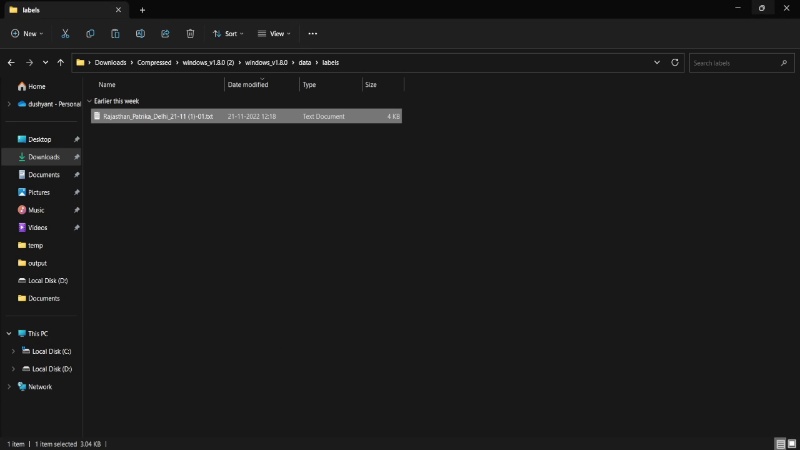 labels
New
Sort
View
Downloads > Compressed > windows_v1.8.0 (2) > windows_v1.8.0 > data > labels
Search labels
Name Date modified Type Size
Earlier this week
Rajasthan_Patrika_Delhi_21-11 (1)-01.txt 21-11-2022 12:18 Text Document 4 KB
Home
dushyant - Personal
Desktop
Downloads
Documents
Pictures
Music
Videos
temp
output
Local Disk (D:)
Documents
This PC
Local Disk (C:)
Local Disk (D:)
Network
1 item | 1 item selected 3.04 KB |